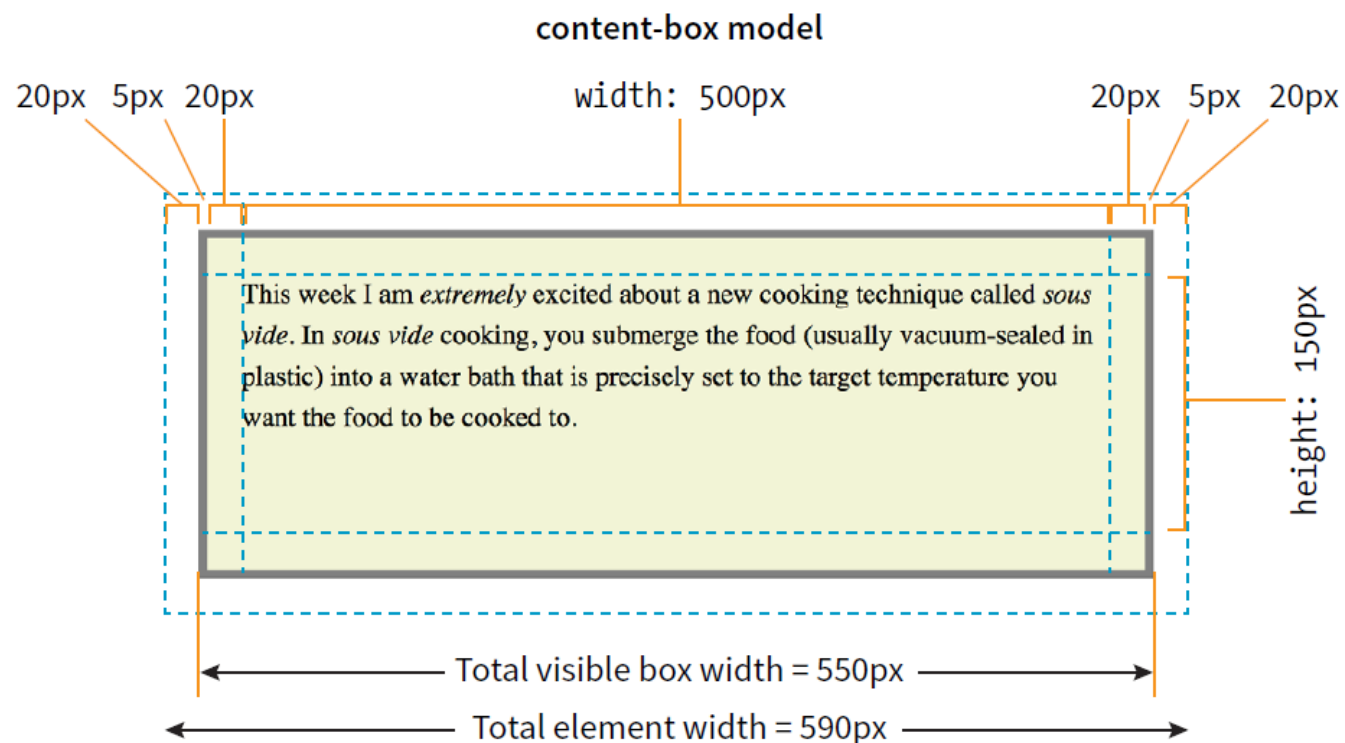 content-box model
20px 5px 20px width: 500px 20px 5px 20px
This week I am extremely excited about a new cooking technique called sous
vide. In sous vide cooking, you submerge the food (usually vacuum-sealed in
plastic) into a water bath that is precisely set to the target temperature you
want the food to be cooked to.
height: 150px
Total visible box width = 550px
Total element width = 590px